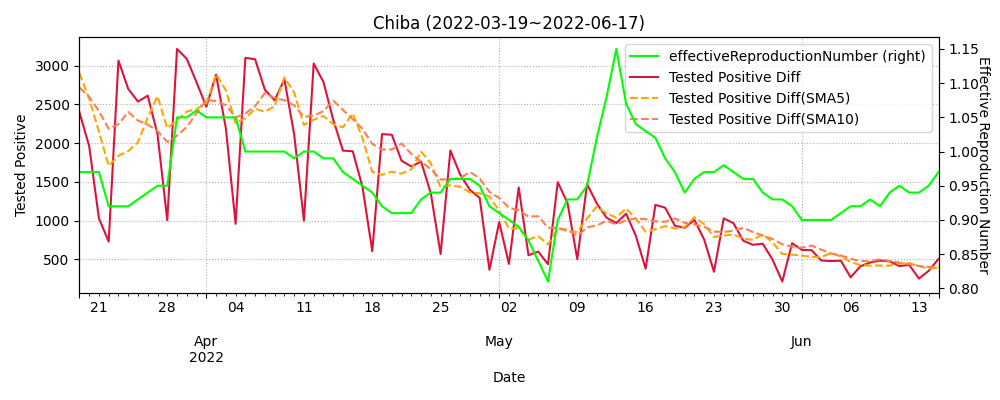 Chiba (2022-03-19~2022-06-17)
effectiveReproductionNumber (right)
Tested Positive Diff
Tested Positive Diff(SMA5)
Tested Positive Diff(SMA10)
Tested Positive
3000
2500
2000
1500
1000
500
1.15
1.10
1.05
1.00
0.95
0.90
0.85
0.80
Effective Reproduction Number
21 28 04 11 18 25 02 09 16 23 06 13
Apr May Jun
2022
Date